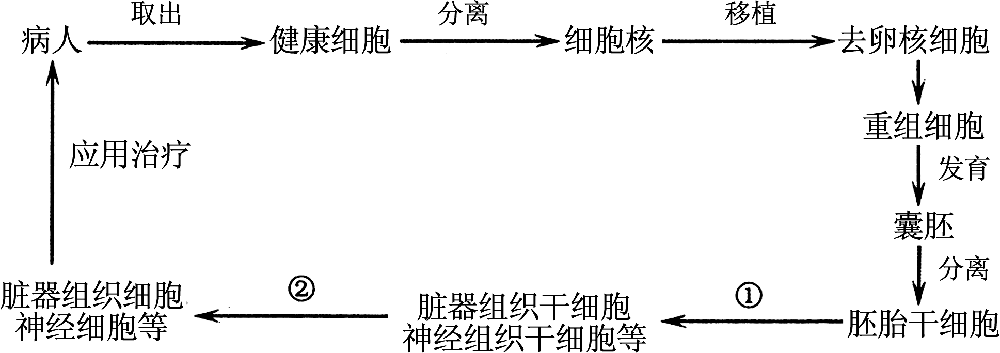 取出
分离
移植
病人
健康细胞
细胞核
去卵核细胞
重组细胞
应用治疗
发育
囊胚
分离
②
①
脏器组织细胞
神经细胞等
脏器组织干细胞
神经组织干细胞等
胚胎干细胞